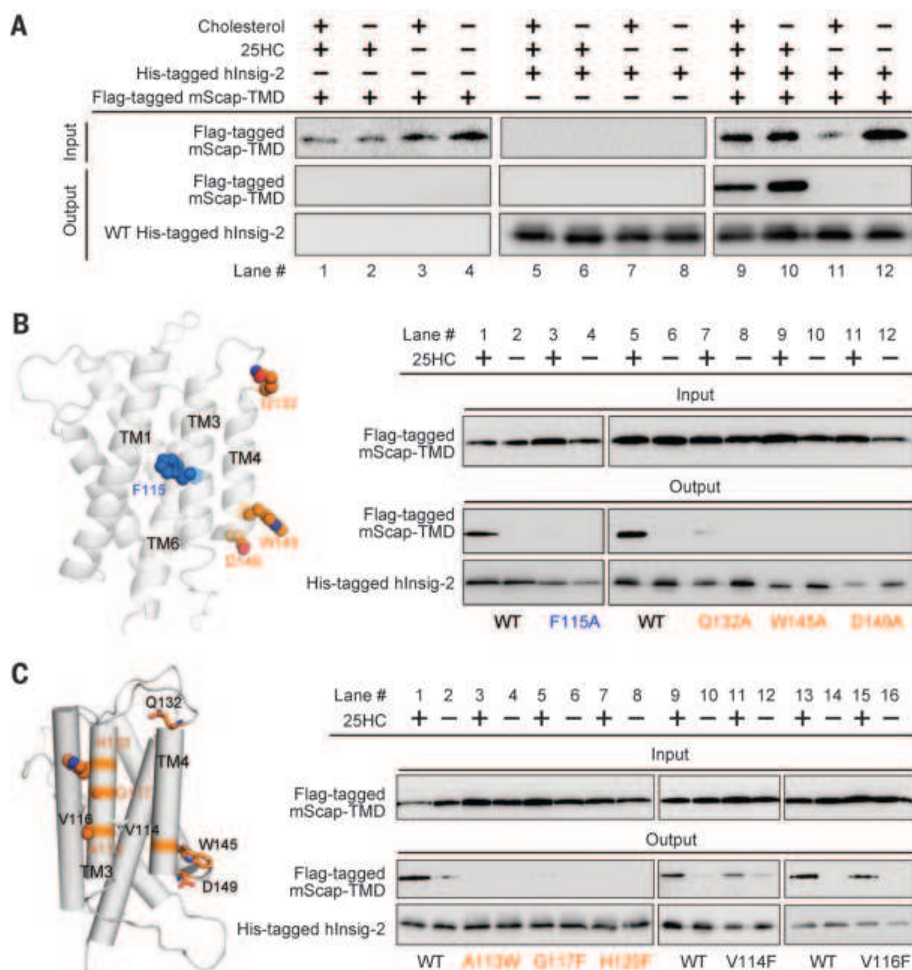 A
Cholesterol + − + − + − + − + − + −
25HC + + − − + + − − + + − −
His-tagged hInsig-2 − − − − + + + + + + + +
Flag-tagged mScap-TMD + + + + − − − − + + + +
Input
Flag-tagged
mScap-TMD
Output
Flag-tagged
mScap-TMD
WT His-tagged hInsig-2
Lane # 1 2 3 4 5 6 7 8 9 10 11 12
B
TM1
TM3
TM4
F115
TM6
Q132
W145
D149
Lane # 1 2 3 4 5 6 7 8 9 10 11 12
25HC + − + − + − + − + − + −
Input
Flag-tagged
mScap-TMD
Output
Flag-tagged
mScap-TMD
His-tagged hInsig-2
WT F115A WT Q132A W145A D149A
C
Q132
TM4
V116
V114
G117
TM3
W145
D149
Lane # 1 2 3 4 5 6 7 8 9 10 11 12 13 14 15 16
25HC + − + − + − + − + − + − + − + −
Input
Flag-tagged
mScap-TMD
Output
Flag-tagged
mScap-TMD
His-tagged hInsig-2
WT A113W G117F WT V114F WT V116F